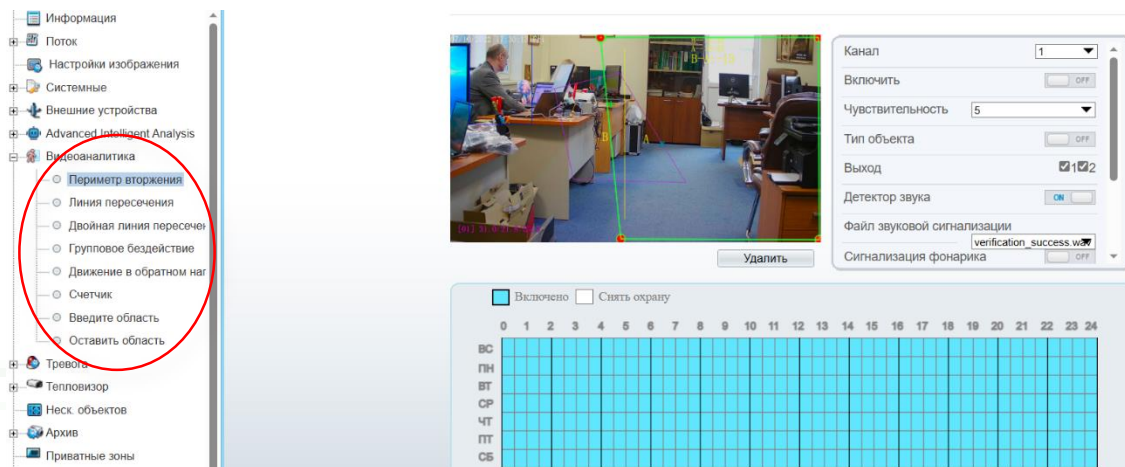 Информация
Поток
Настройки изображения
Системные
Внешние устройства
Advanced Intelligent Analysis
Видеоаналитика
Периметр вторжения
Линия пересечения
Двойная линия пересечен
Групповое бездействие
Движение в обратном наг
Счетчик
Введите область
Оставить область
Тревога
Тепловизор
Неск. объектов
Архив
Приватные зоны
A
B
B
A
Удалить
Канал 1
Включить OFF
Чувствительность 5
Тип объекта OFF
Выход 1 2
Детектор звука ON
Файл звуковой сигнализации
verification_success.wav
Сигнализация фонарика OFF
Включено Снять охрану
0 1 2 3 4 5 6 7 8 9 10 11 12 13 14 15 16 17 18 19 20 21 22 23 24
ВС
ПН
ВТ
СР
ЧТ
ПТ
СБ